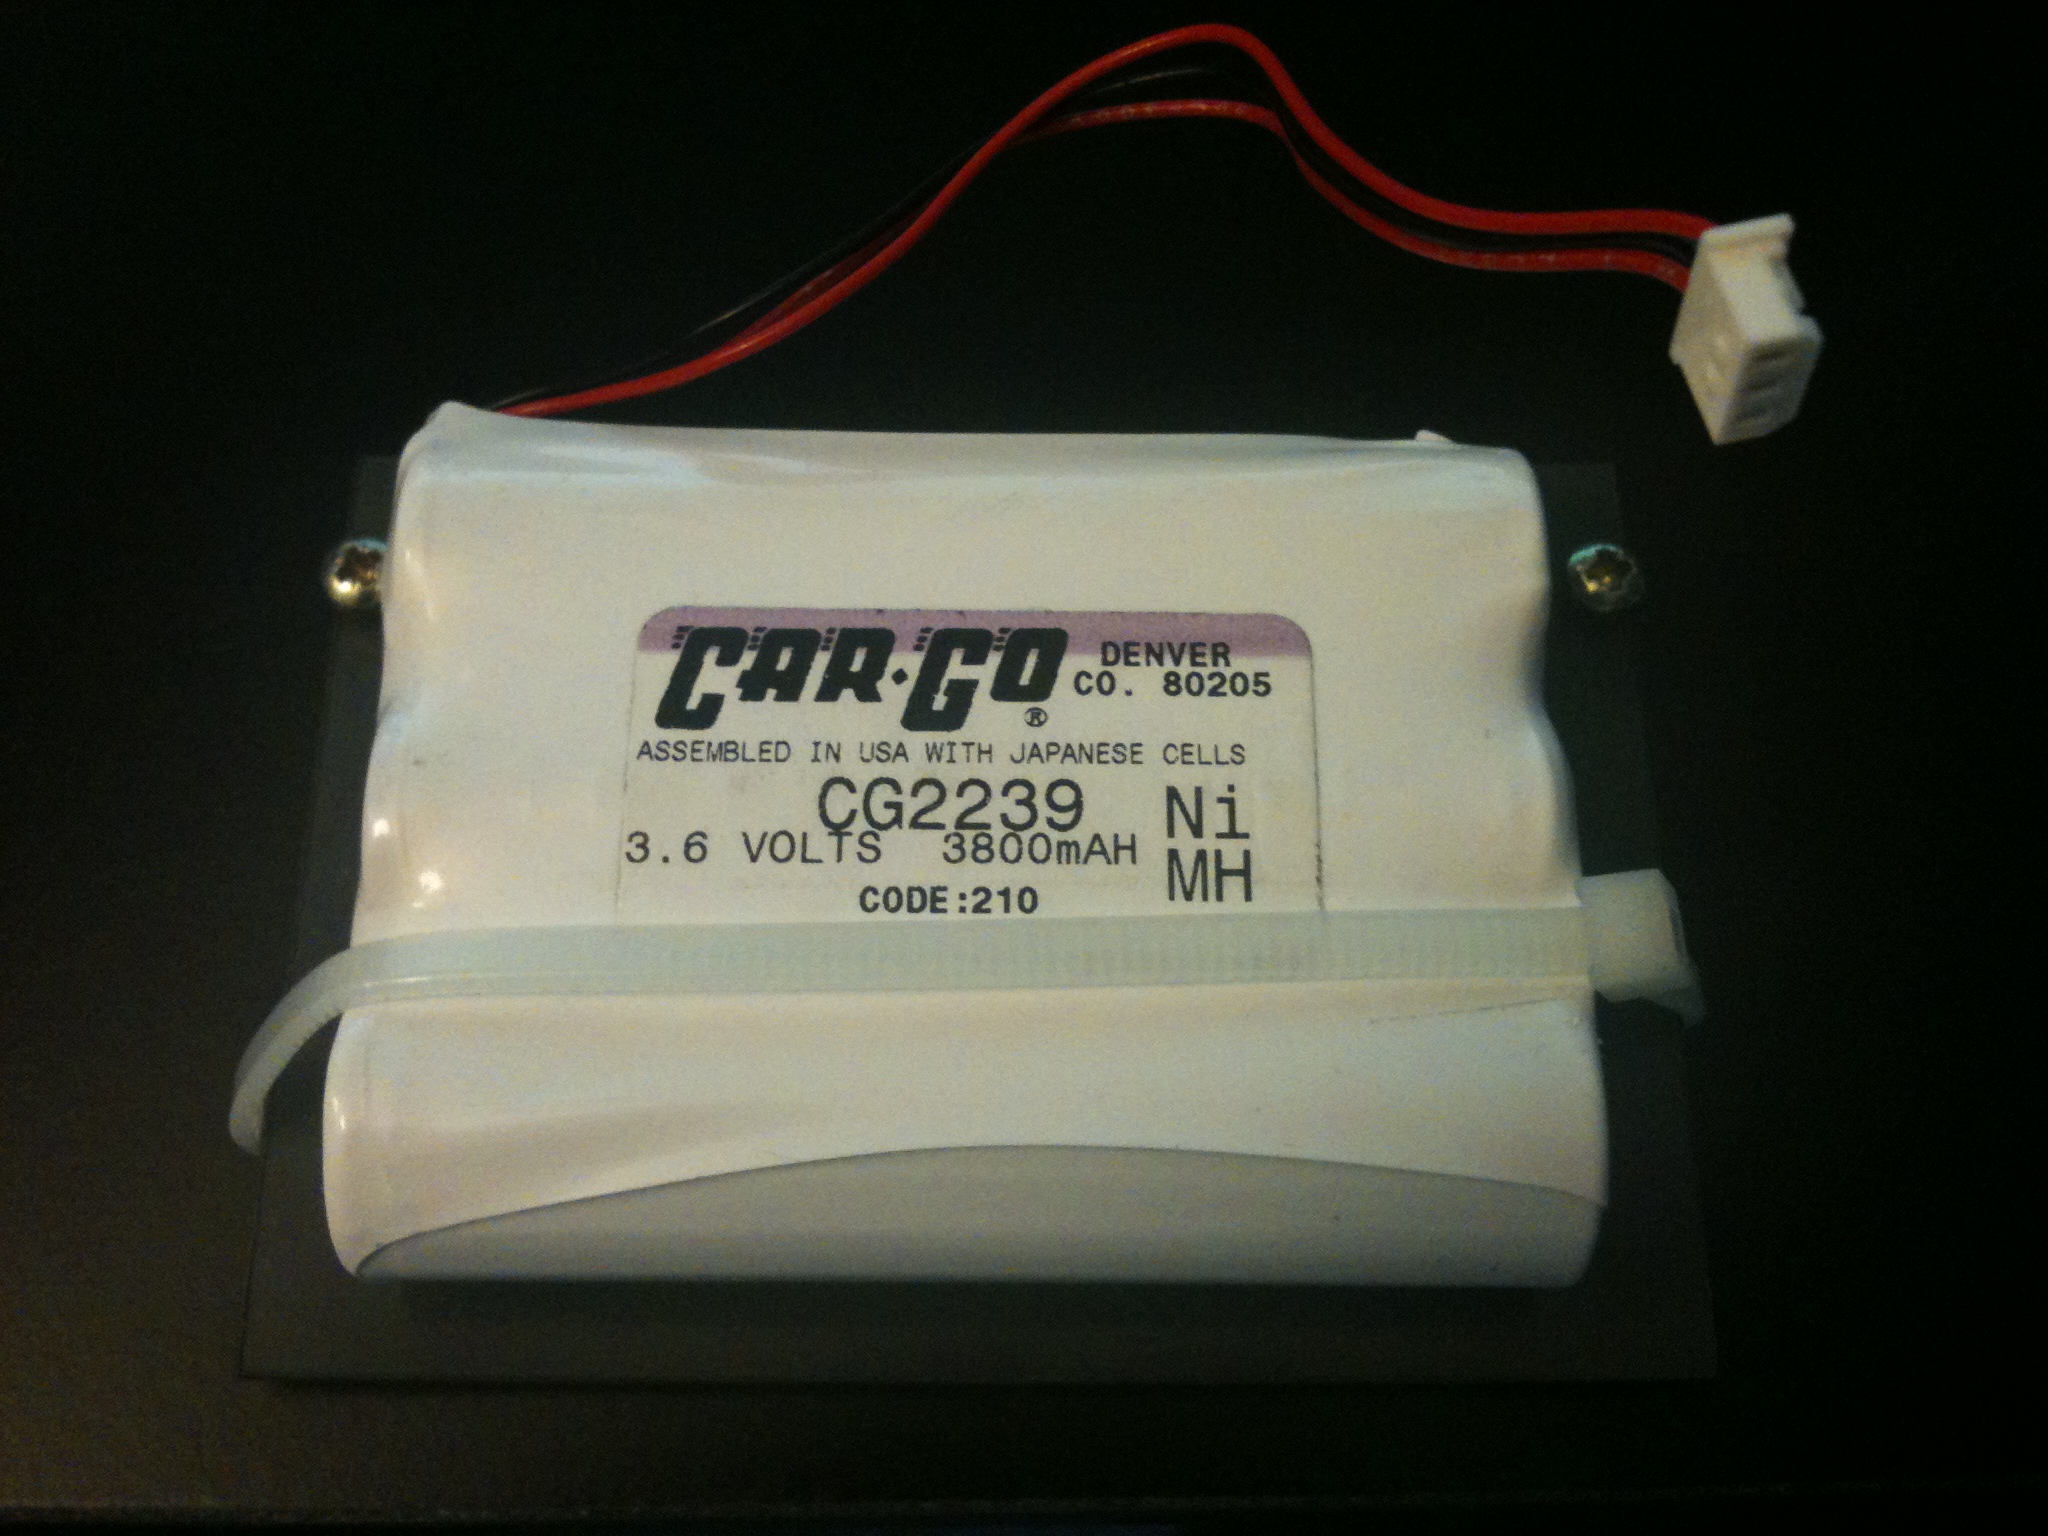 CAR·GO® DENVER
CO. 80205
ASSEMBLED IN USA WITH JAPANESE CELLS
CG2239 Ni
3.6 VOLTS 3800mAH MH
CODE:210